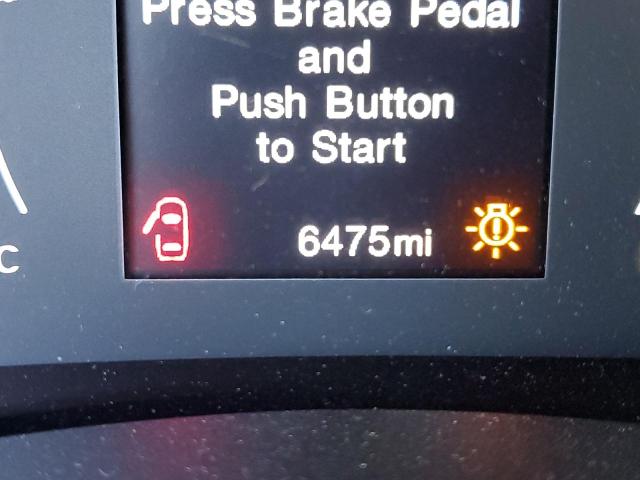 Press Brake Pedal
and
Push Button
to Start
6475mi
C